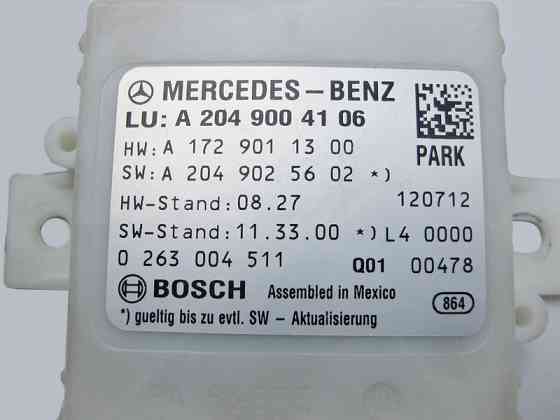 MERCEDES-BENZ
LU: A 204 900 41 06
HW: A 172 901 13 00
PARK
SW: A 204 902 56 02 *)
HW-Stand: 08.27 120712
SW-Stand: 11.33.00 *) L4 0000
0 263 004 511 Q01 00478
BOSCH Assembled in Mexico 864
*) gueltig bis zu evtl. SW - Aktualisierung